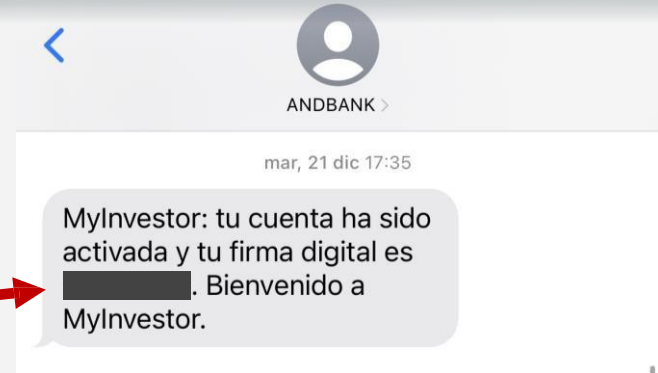 ANDBANK >
mar, 21 dic 17:35
MyInvestor: tu cuenta ha sido
activada y tu firma digital es
. Bienvenido a
MyInvestor.